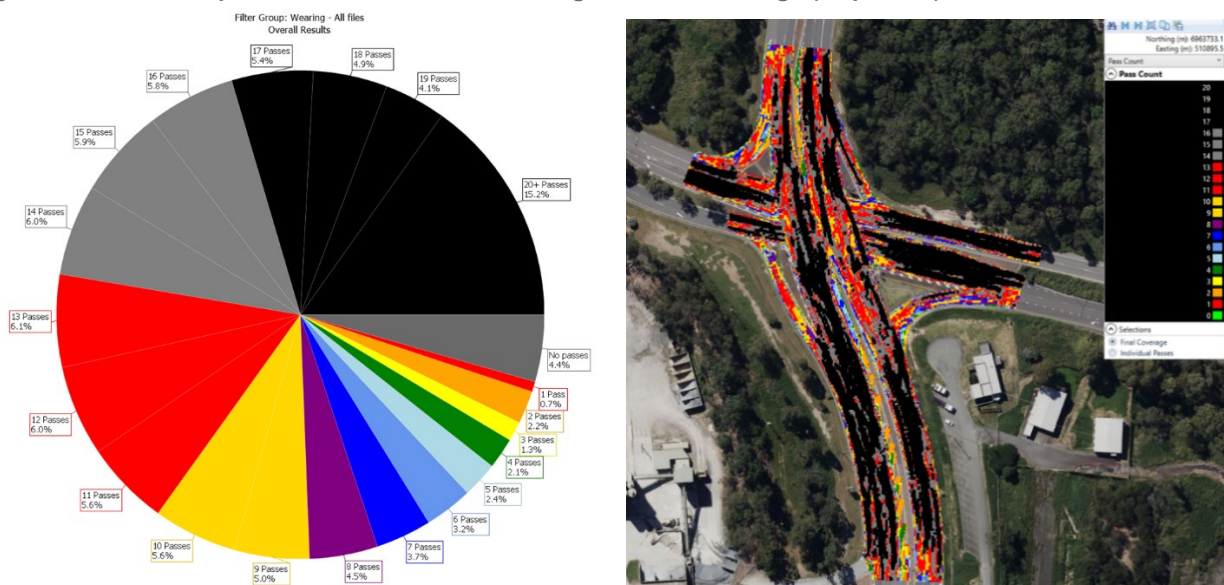 Filter Group: Wearing - All files
Overall Results
17 Passes
5.4%
18 Passes
4.9%
19 Passes
4.1%
16 Passes
5.8%
15 Passes
5.9%
20+ Passes
15.2%
14 Passes
6.0%
13 Passes
6.1%
No passes
4.4%
1 Pass
0.7%
2 Passes
2.2%
12 Passes
6.0%
3 Passes
1.3%
4 Passes
2.1%
5 Passes
2.4%
11 Passes
5.6%
6 Passes
3.2%
10 Passes
5.6%
7 Passes
3.7%
9 Passes
5.0%
8 Passes
4.5%
Northing (m): 6963733.1
Easting (m): 510895.5
Pass Count
Pass Count
20
19
18
17
16
15
14
13
12
11
10
9
8
7
6
5
4
3
2
1
0
Selections
Final Coverage
Individual Passes